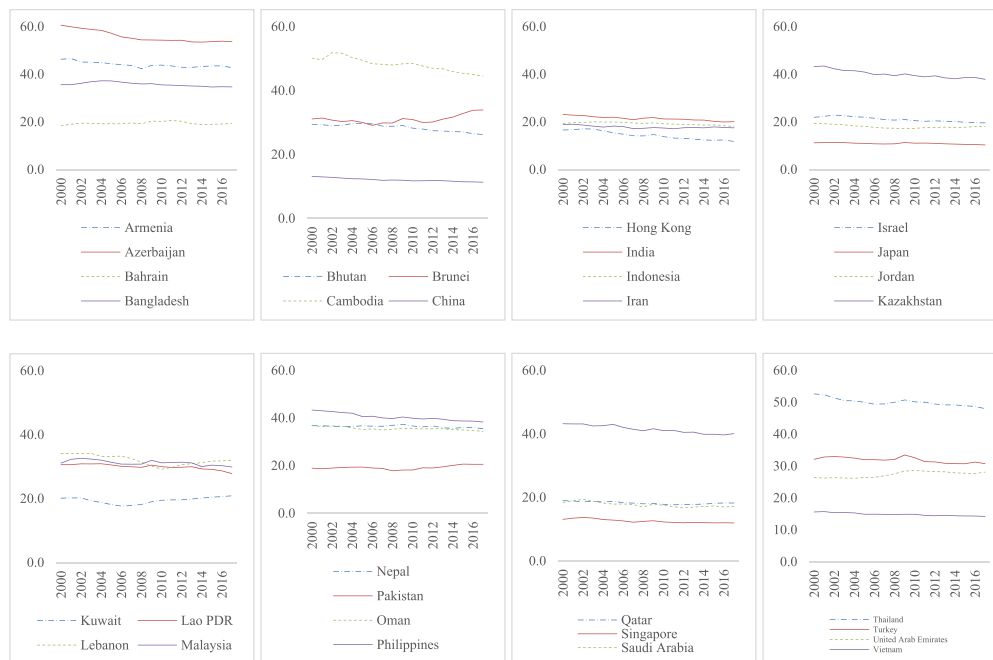 60.0
40.0
20.0
0.0
2000 2002 2004 2006 2008 2010 2012 2014 2016
Armenia
Azerbaijan
Bahrain
Bangladesh
60.0
40.0
20.0
0.0
2000 2002 2004 2006 2008 2010 2012 2014 2016
Bhutan Brunei
Cambodia China
60.0
40.0
20.0
0.0
2000 2002 2004 2006 2008 2010 2012 2014 2016
Hong Kong
India
Indonesia
Iran
60.0
40.0
20.0
0.0
2000 2002 2004 2006 2008 2010 2012 2014 2016
Israel
Japan
Jordan
Kazakhstan
60.0
40.0
20.0
0.0
2000 2002 2004 2006 2008 2010 2012 2014 2016
Kuwait Lao PDR
Lebanon Malaysia
60.0
40.0
20.0
0.0
2000 2002 2004 2006 2008 2010 2012 2014 2016
Nepal
Pakistan
Oman
Philippines
60.0
40.0
20.0
0.0
2000 2002 2004 2006 2008 2010 2012 2014 2016
Qatar
Singapore
Saudi Arabia
60.0
50.0
40.0
30.0
20.0
10.0
0.0
2000 2002 2004 2006 2008 2010 2012 2014 2016
Thailand
Turkey
United Arab Emirates
Vietnam